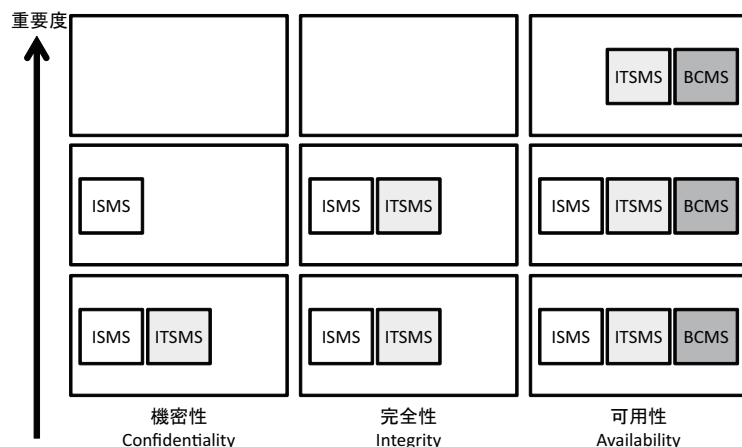 重要度
ITSMS BCMS
ISMS ISMS ITSMS ISMS ITSMS BCMS
ISMS ITSMS ISMS ITSMS ISMS ITSMS BCMS
機密性 完全性 可用性
Confidentiality Integrity Availability